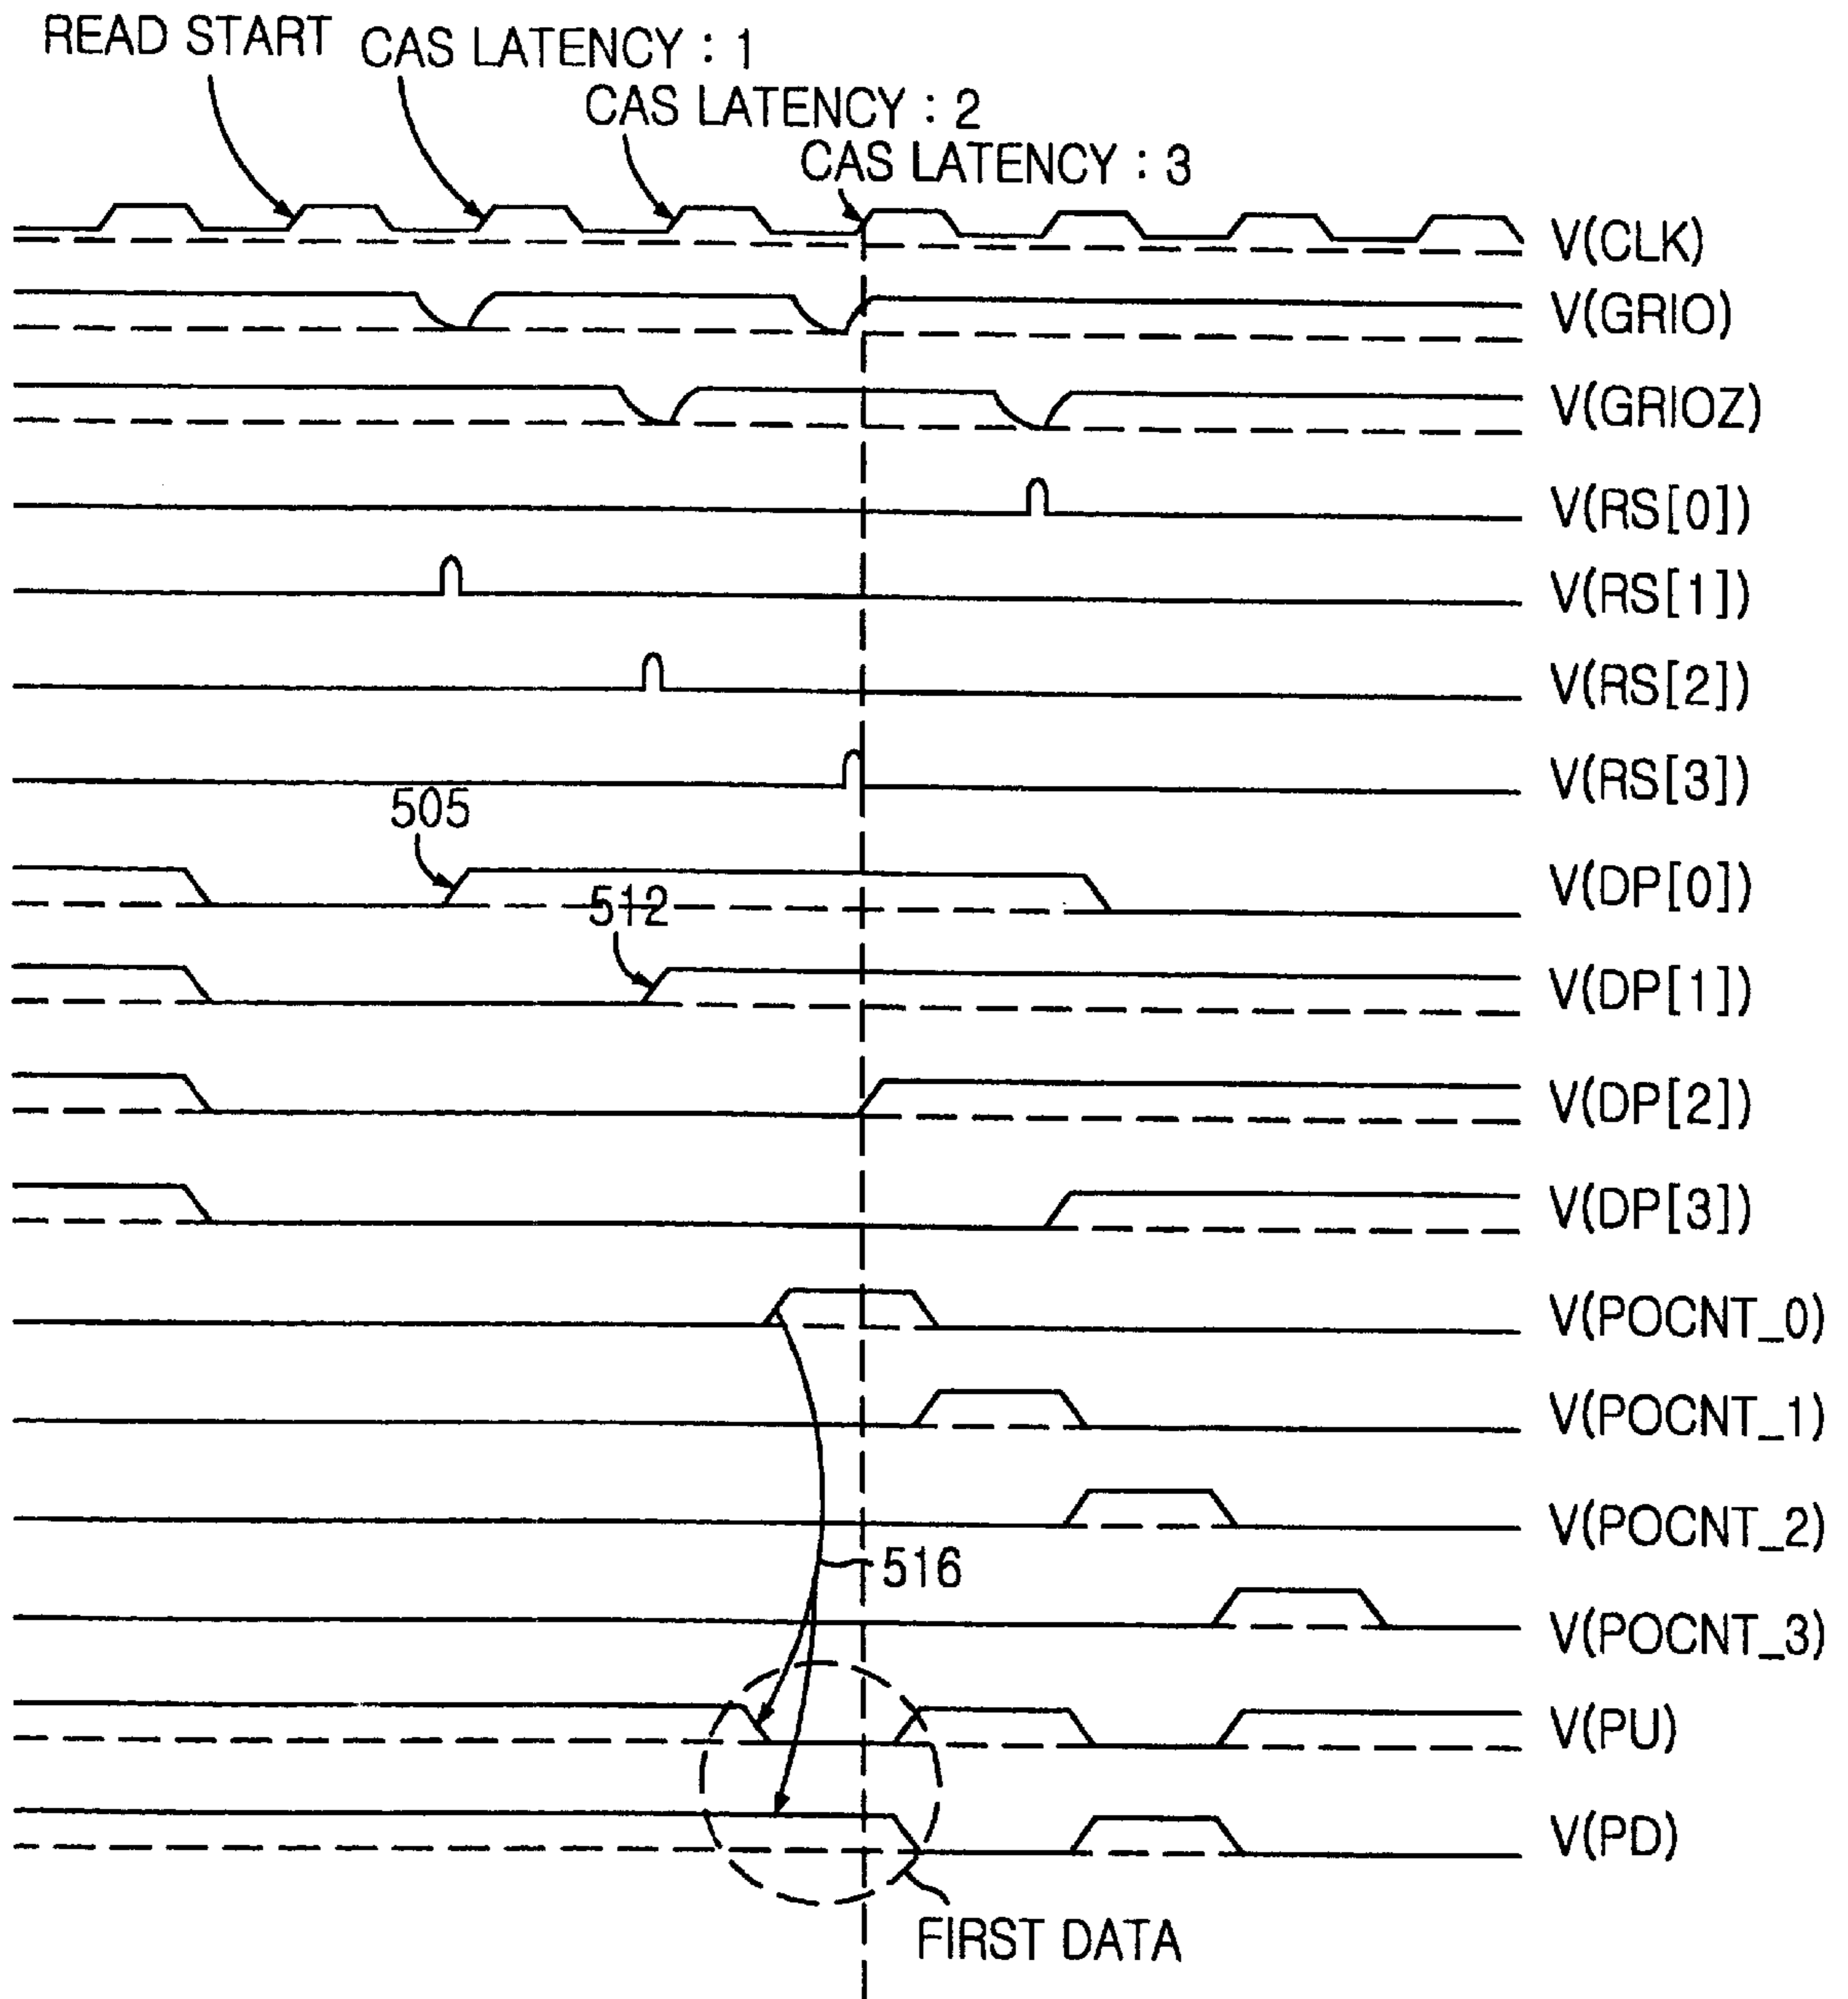 READ START
CAS LATENCY : 1
CAS LATENCY : 2
CAS LATENCY : 3
V(CLK)
V(GRIO)
V(GRIOZ)
V(RS[0])
V(RS[1])
V(RS[2])
V(RS[3])
505
V(DP[0])
512
V(DP[1])
V(DP[2])
V(DP[3])
V(POCNT_0)
V(POCNT_1)
V(POCNT_2)
516
V(POCNT_3)
V(PU)
V(PD)
FIRST DATA